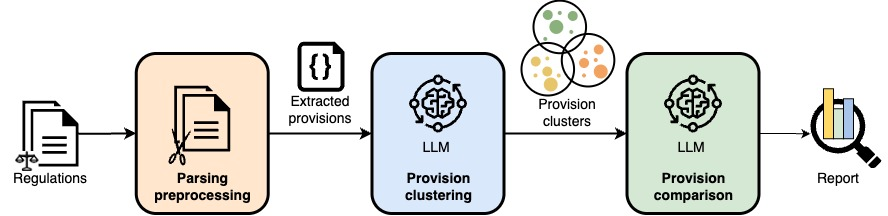 Regulations
Parsing
preprocessing
{}
Extracted
provisions
LLM
Provision
clustering
Provision
clusters
LLM
Provision
comparison
Report